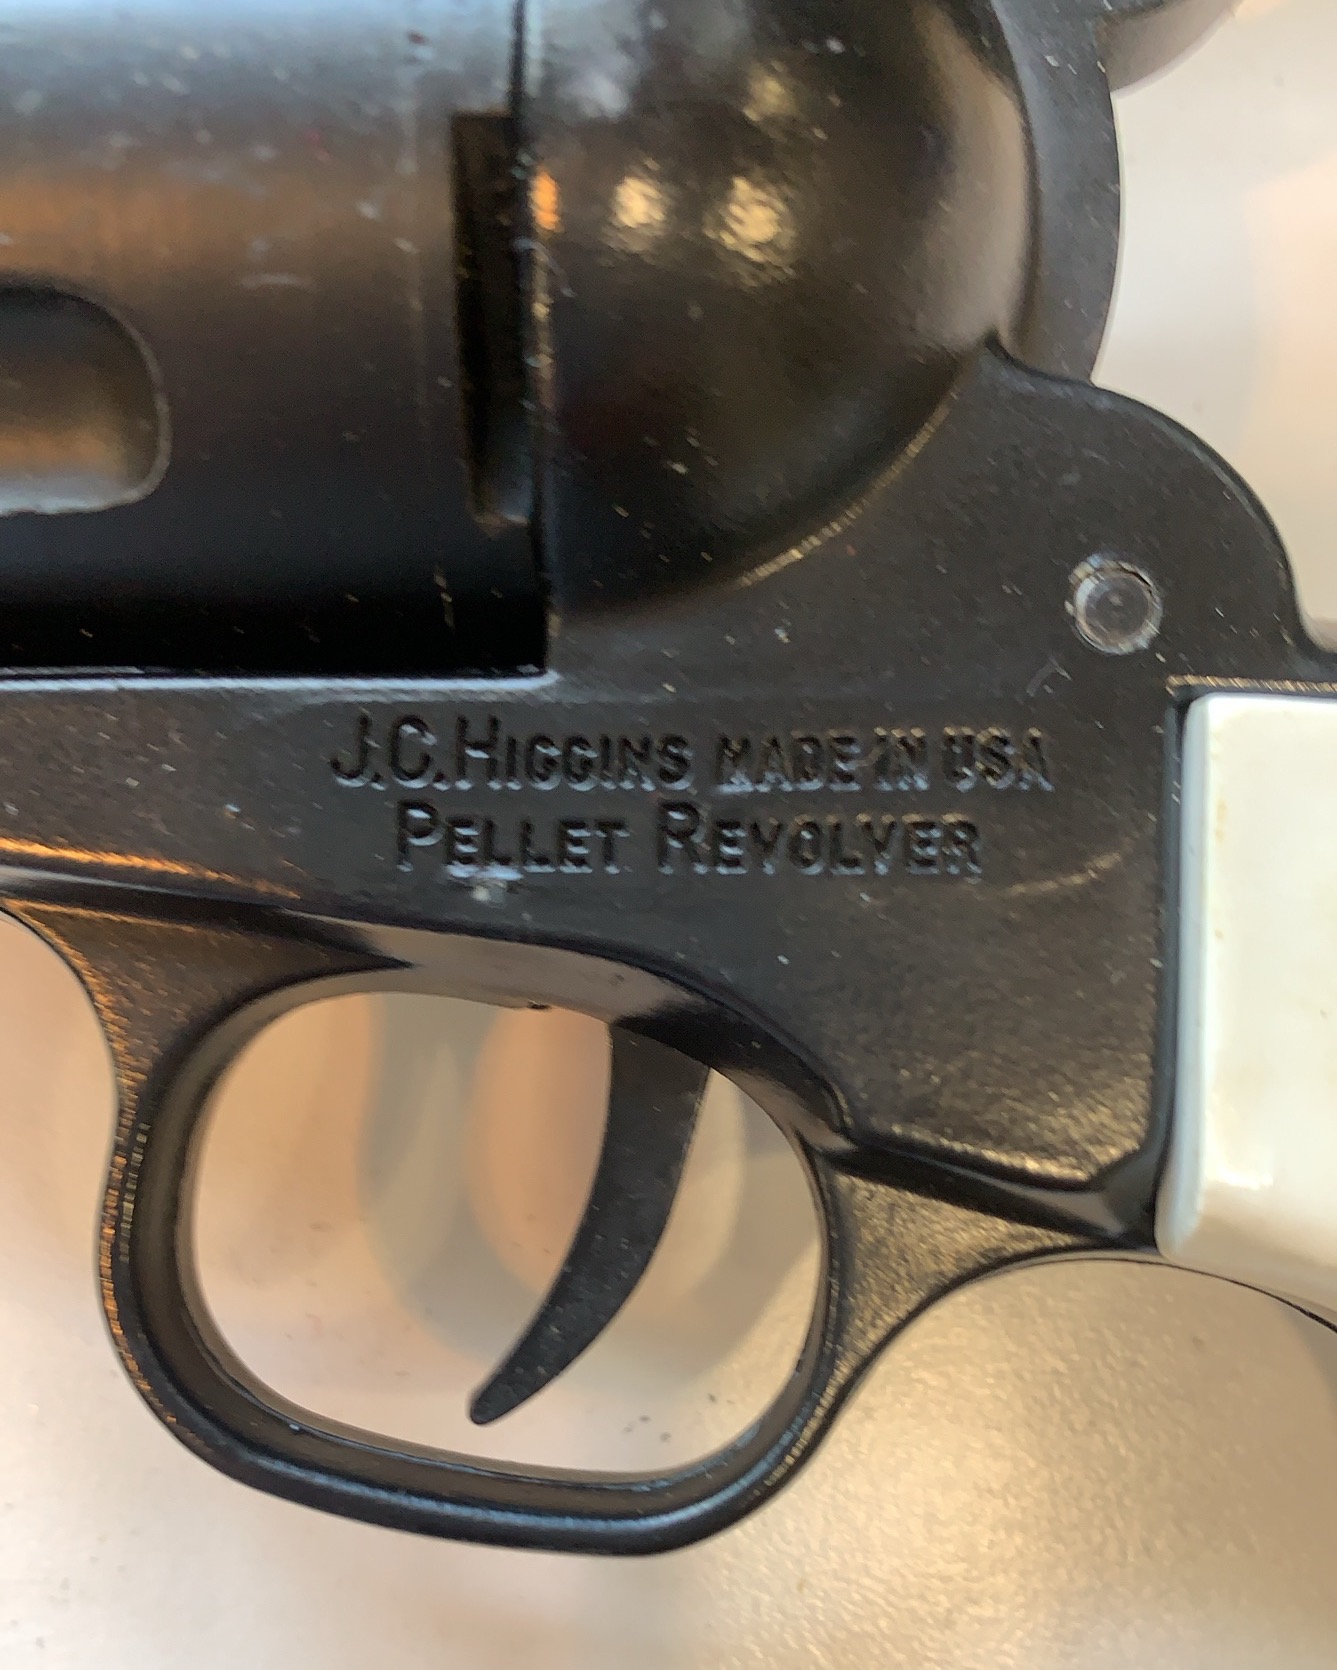 J.C. HIGGINS MADE IN USA
PELLET REVOLVER